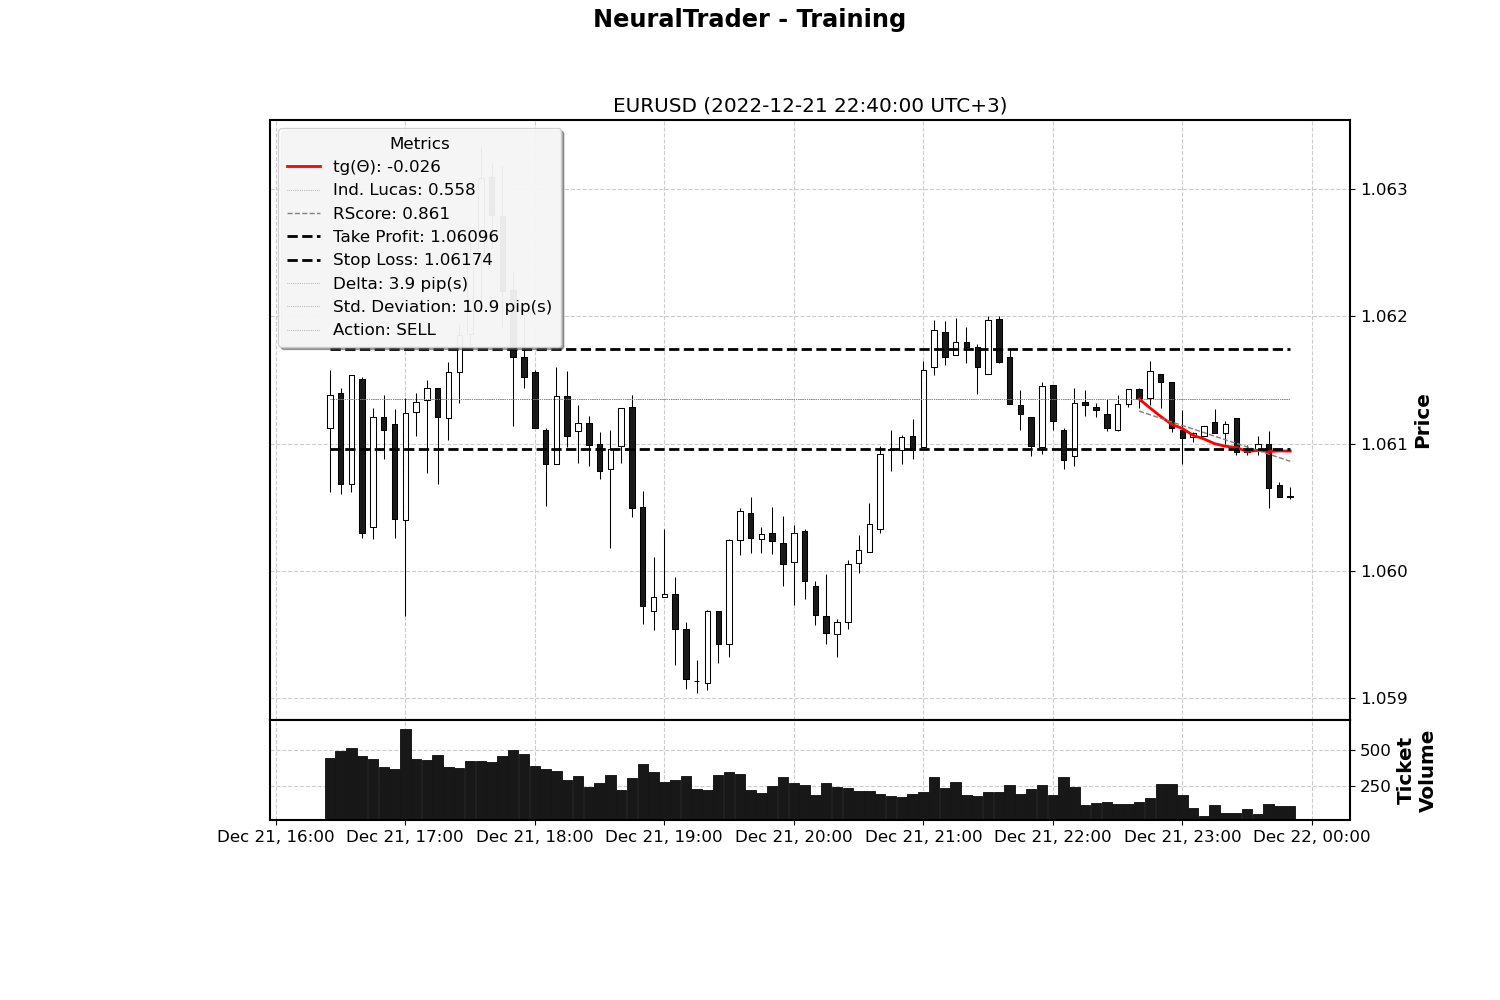 NeuralTrader - Training
EURUSD (2022-12-21 22:40:00 UTC+3)
Metrics
tg(Θ): -0.026
Ind. Lucas: 0.558
RScore: 0.861
Take Profit: 1.06096
Stop Loss: 1.06174
Delta: 3.9 pip(s)
Std. Deviation: 10.9 pip(s)
Action: SELL
1.063
1.062
1.061
1.060
1.059
Price
500
250
Ticket
Volume
Dec 21, 16:00 Dec 21, 17:00 Dec 21, 18:00 Dec 21, 19:00 Dec 21, 20:00 Dec 21, 21:00 Dec 21, 22:00 Dec 21, 23:00 Dec 22, 00:00